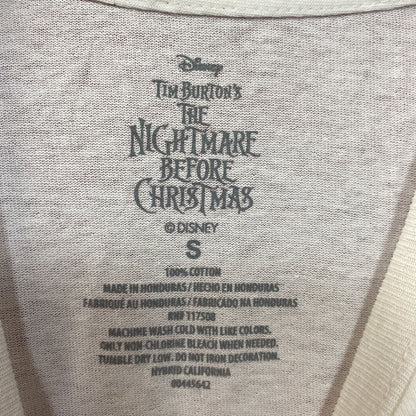 Disney
TIM BURTON'S
THE
NIGHTMARE
BEFORE
CHRISTMAS
© DISNEY
S
100% COTTON
MADE IN HONDURAS / HECHO EN HONDURAS
FABRIQUÉ AU HONDURAS / FABRICADO NA HONDURAS
RN# 117508
MACHINE WASH COLD WITH LIKE COLORS.
ONLY NON-CHLORINE BLEACH WHEN NEEDED.
TUMBLE DRY LOW. DO NOT IRON DECORATION.
HYBRID CALIFORNIA
00445642